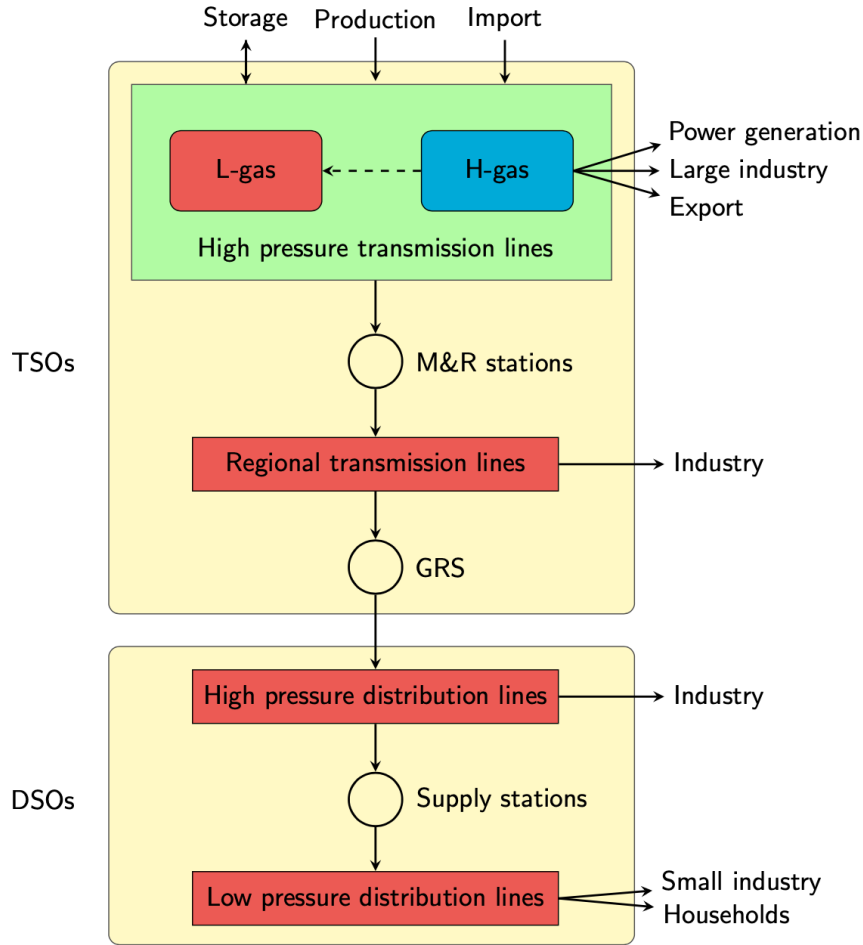 Storage
Production
Import
L-gas
H-gas
Power generation
Large industry
Export
High pressure transmission lines
TSOs
M&R stations
Regional transmission lines
Industry
GRS
High pressure distribution lines
Industry
DSOs
Supply stations
Low pressure distribution lines
Small industry
Households